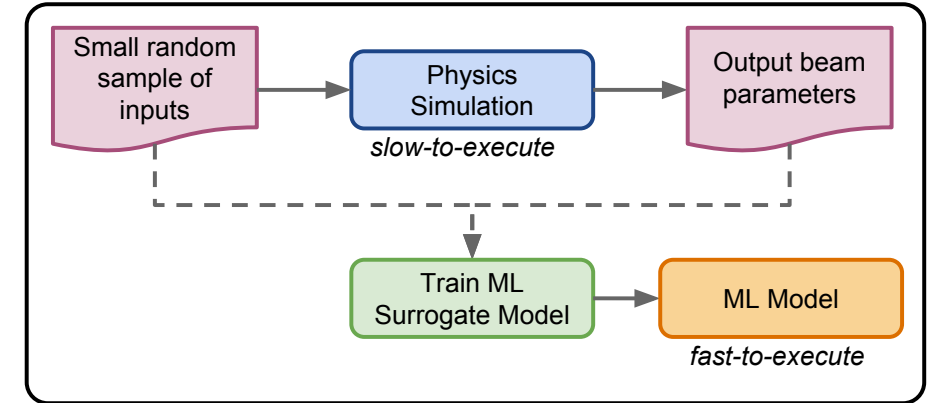 Small random
sample of
inputs
Physics
Simulation
slow-to-execute
Output beam
parameters
Train ML
Surrogate Model
ML Model
fast-to-execute